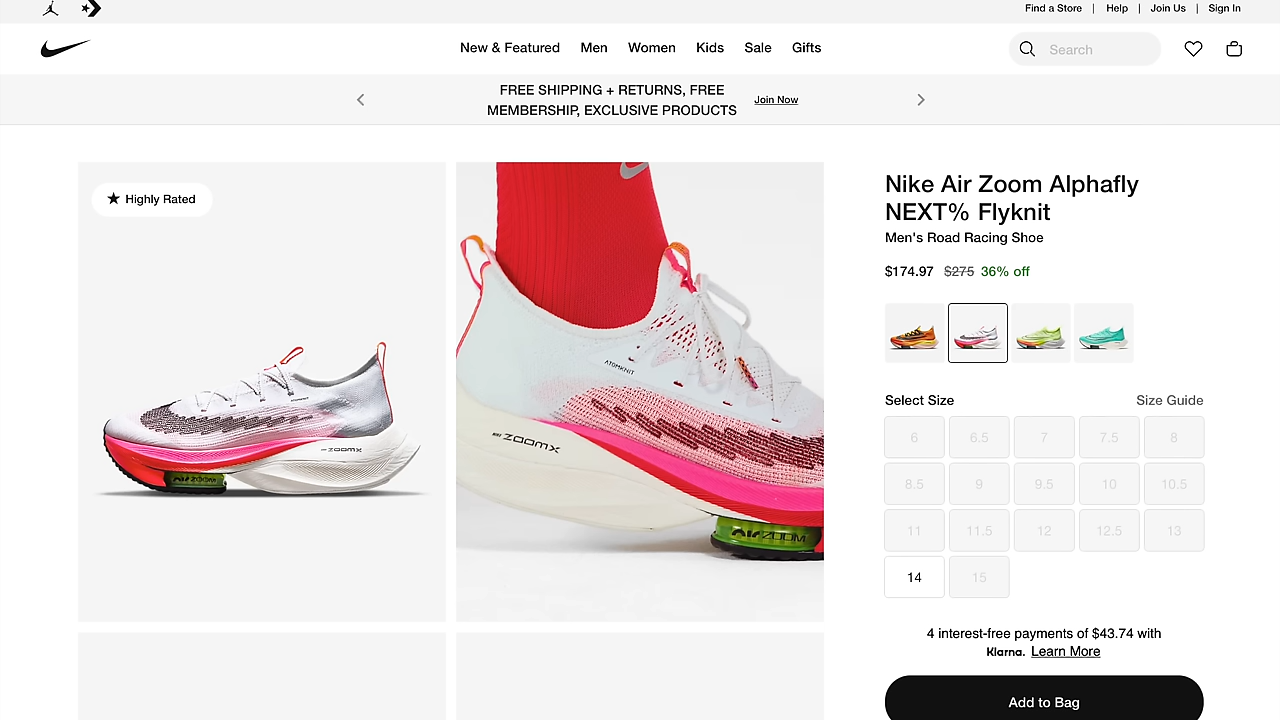 Find a Store | Help | Join Us | Sign In
New & Featured Men Women Kids Sale Gifts
Search
FREE SHIPPING + RETURNS, FREE
MEMBERSHIP, EXCLUSIVE PRODUCTS
Join Now
Highly Rated
ZOOMX
AIR ZOOM
ATOMKNIT
ZOOMX
AIR ZOOM
Nike Air Zoom Alphafly
NEXT% Flyknit
Men's Road Racing Shoe
$174.97 $275 36% off
Select Size Size Guide
6 6.5 7 7.5 8
8.5 9 9.5 10 10.5
11 11.5 12 12.5 13
14 15
4 interest-free payments of $43.74 with
Klarna. Learn More
Add to Bag